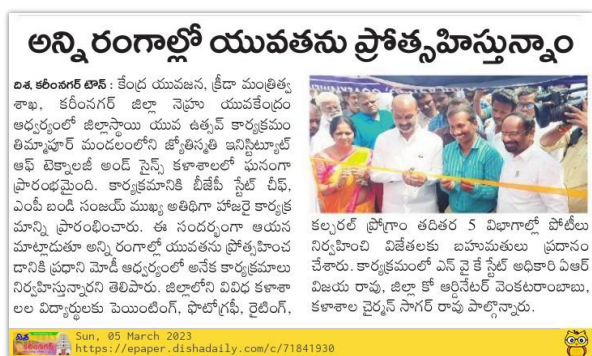 అన్ని రంగాల్లో యువతను ప్రోత్సహిస్తున్నాం
దిశ, కరీంనగర్ టౌన్ : కేంద్ర యువజన, క్రీడా మంత్రిత్వ
శాఖ, కరీంనగర్ జిల్లా నెహ్రు యువకేంద్రం
ఆధ్వర్యంలో జిల్లాస్థాయి యువ ఉత్సవ్ కార్యక్రమం
తిమ్మాపూర్ మండలంలోని జ్యోతిష్మతి ఇనిస్టిట్యూట్
ఆఫ్ టెక్నాలజీ అండ్ సైన్స్ కళాశాలలో ఘనంగా
ప్రారంభమైంది. కార్యక్రమానికి బీజేపీ స్టేట్ చీఫ్,
ఎంపీ బండి సంజయ్ ముఖ్య అతిథిగా హాజరై కార్యక్ర
మాన్ని ప్రారంభించారు. ఈ సందర్భంగా ఆయన
మాట్లాడుతూ అన్ని రంగాల్లో యువతను ప్రోత్సహించ
డానికి ప్రధాని మోడీ ఆధ్వర్యంలో అనేక కార్యక్రమాలు
నిర్వహిస్తున్నారని తెలిపారు. జిల్లాలోని వివిధ కళాశా
లల విద్యార్థులకు పెయింటింగ్, ఫొటోగ్రఫీ, రైటింగ్,
కల్చరల్ ప్రోగ్రాం తదితర 5 విభాగాల్లో పోటీలు
నిర్వహించి విజేతలకు బహుమతులు ప్రదానం
చేశారు. కార్యక్రమంలో ఎన్ వై కే స్టేట్ అధికారి ఏఆర్
విజయ రావు, జిల్లా కో ఆర్డినేటర్ వెంకటరాంబాబు,
కళాశాల చైర్మన్ సాగర్ రావు పాల్గొన్నారు.
Sun, 05 March 2023
https://epaper.dishadaily.com/c/71841930